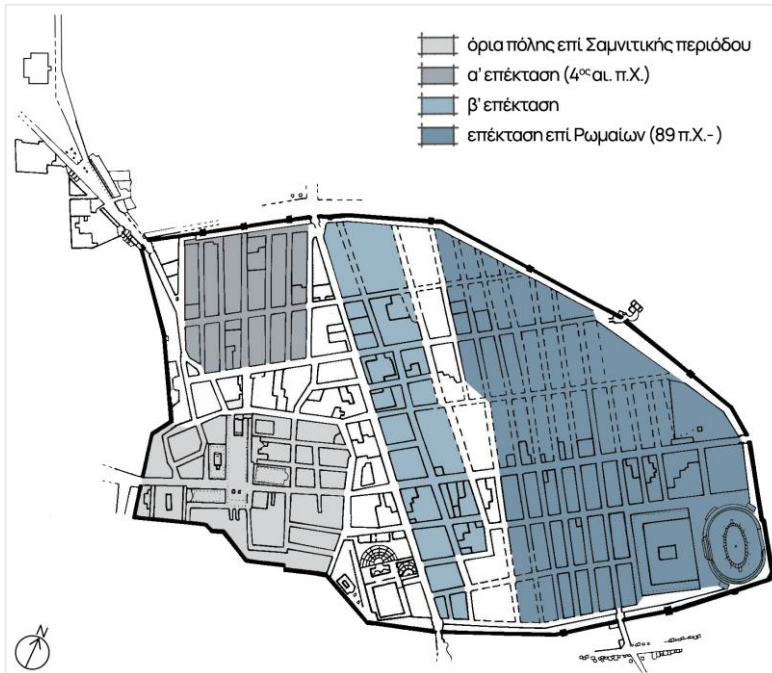 όρια πόλης επί Σαμνιτικής περιόδου
α' επέκταση (4ος αι. π.Χ.)
β' επέκταση
επέκταση επί Ρωμαίων (89 π.Χ.-)
N